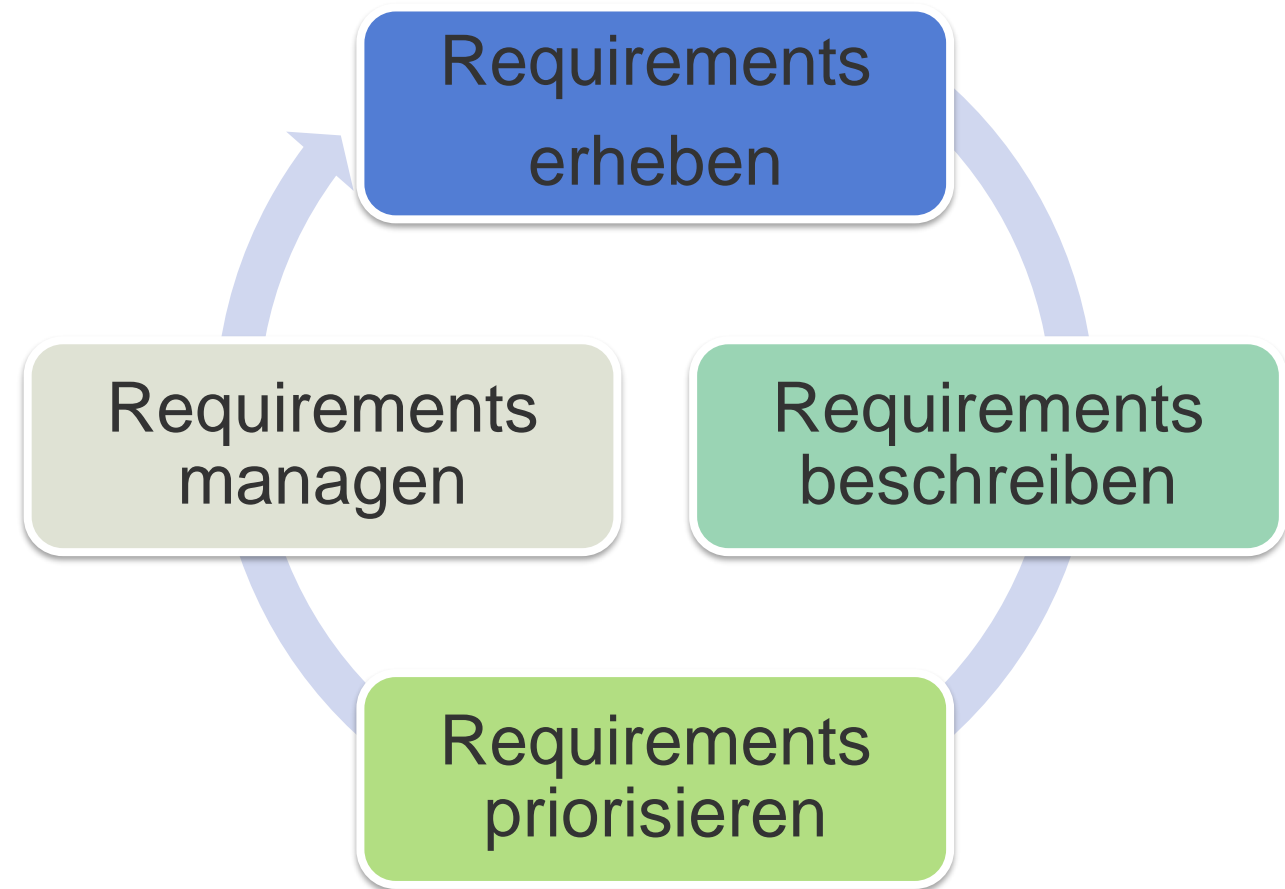 Requirements
erheben
Requirements
managen
Requirements
beschreiben
Requirements
priorisieren